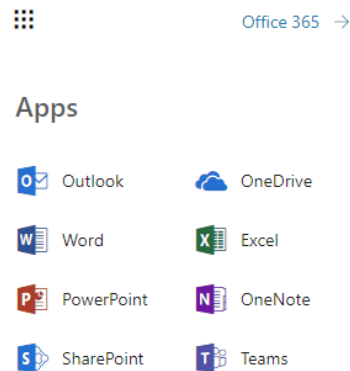 Office 365 →
Apps
Outlook OneDrive
Word Excel
PowerPoint OneNote
SharePoint Teams